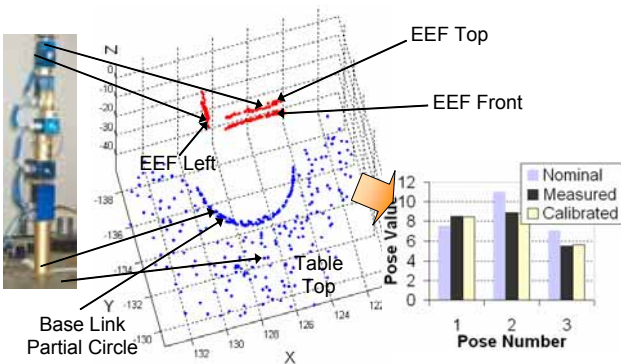 EEF Top
EEF Front
EEF Left
Z
0
-10
-20
-30
-40
-138
-136
-134
-132
-130
Y
132
130
128
126
124
122
X
Table
Top
Base Link
Partial Circle
Nominal
Measured
Calibrated
Pose Value
12
10
8
6
4
2
0
1
2
3
Pose Number